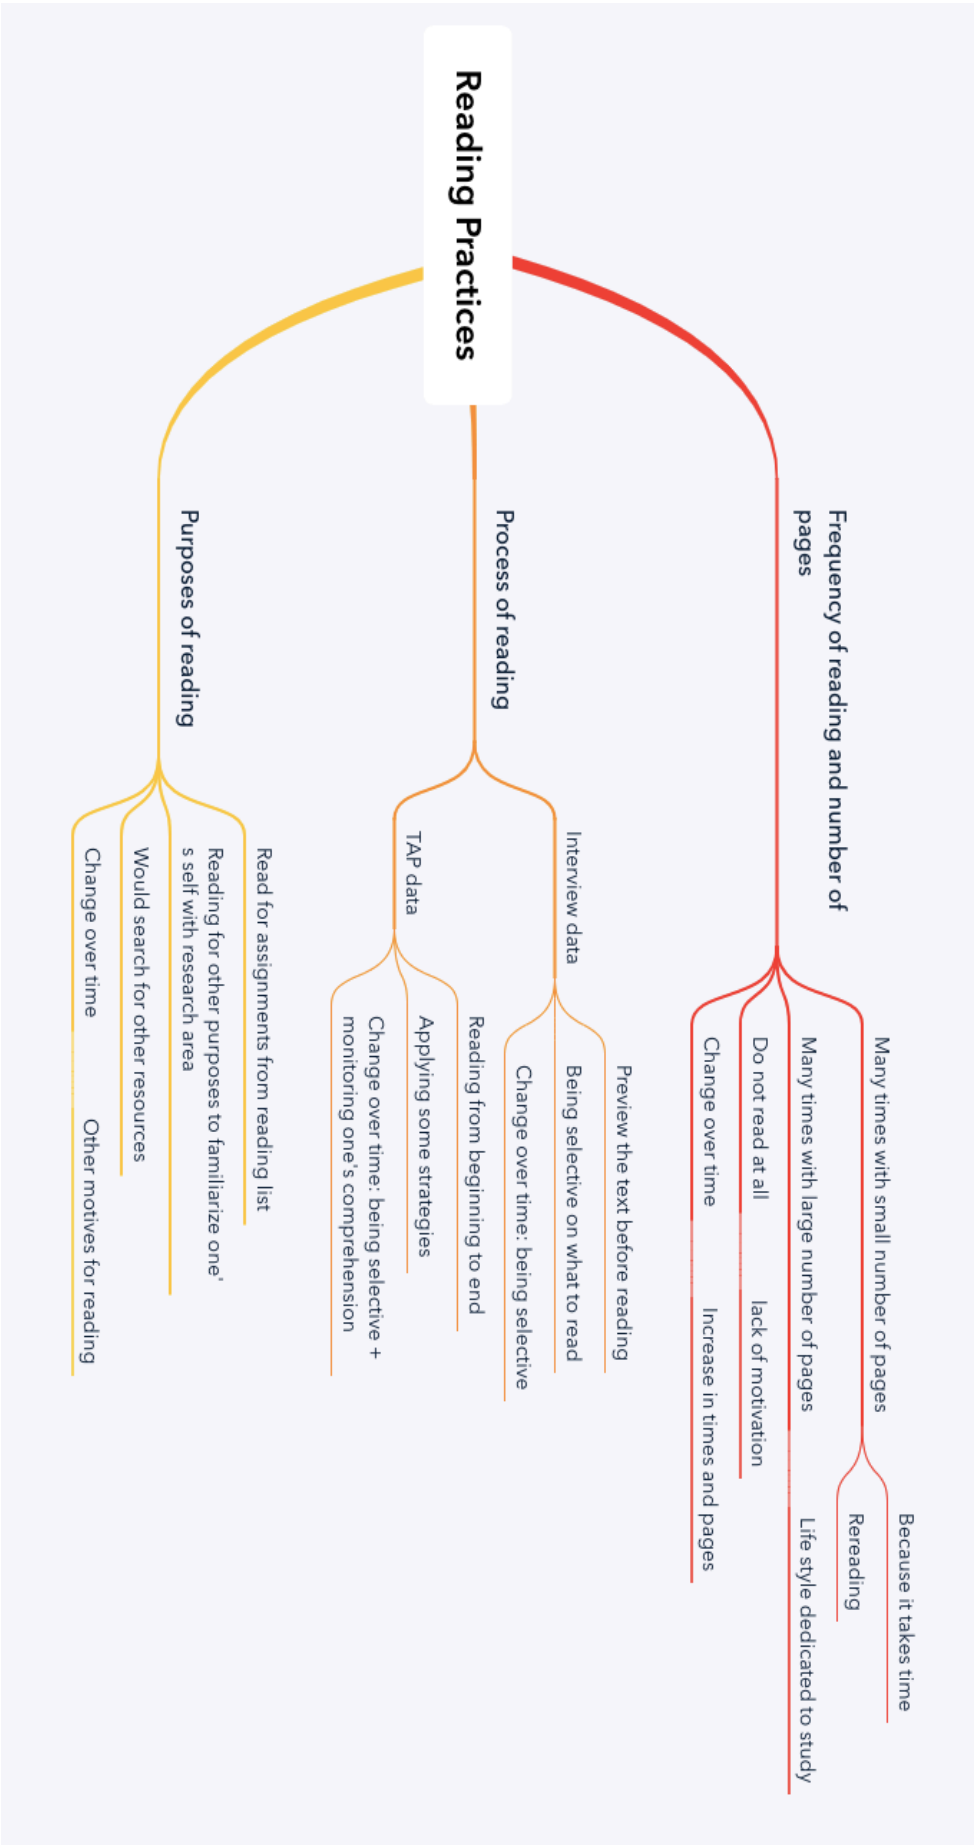 Reading Practices
Frequency of reading and number of
pages
Many times with small number of pages
Because it takes time
Rereading
Many times with large number of pages
Life style dedicated to study
Do not read at all
lack of motivation
Change over time
Increase in times and pages
Process of reading
Interview data
Preview the text before reading
Being selective on what to read
Change over time: being selective
TAP data
Reading from beginning to end
Applying some strategies
Change over time: being selective +
monitoring one's comprehension
Purposes of reading
Read for assignments from reading list
Reading for other purposes to familiarize one'
s self with research area
Would search for other resources
Change over time
Other motives for reading